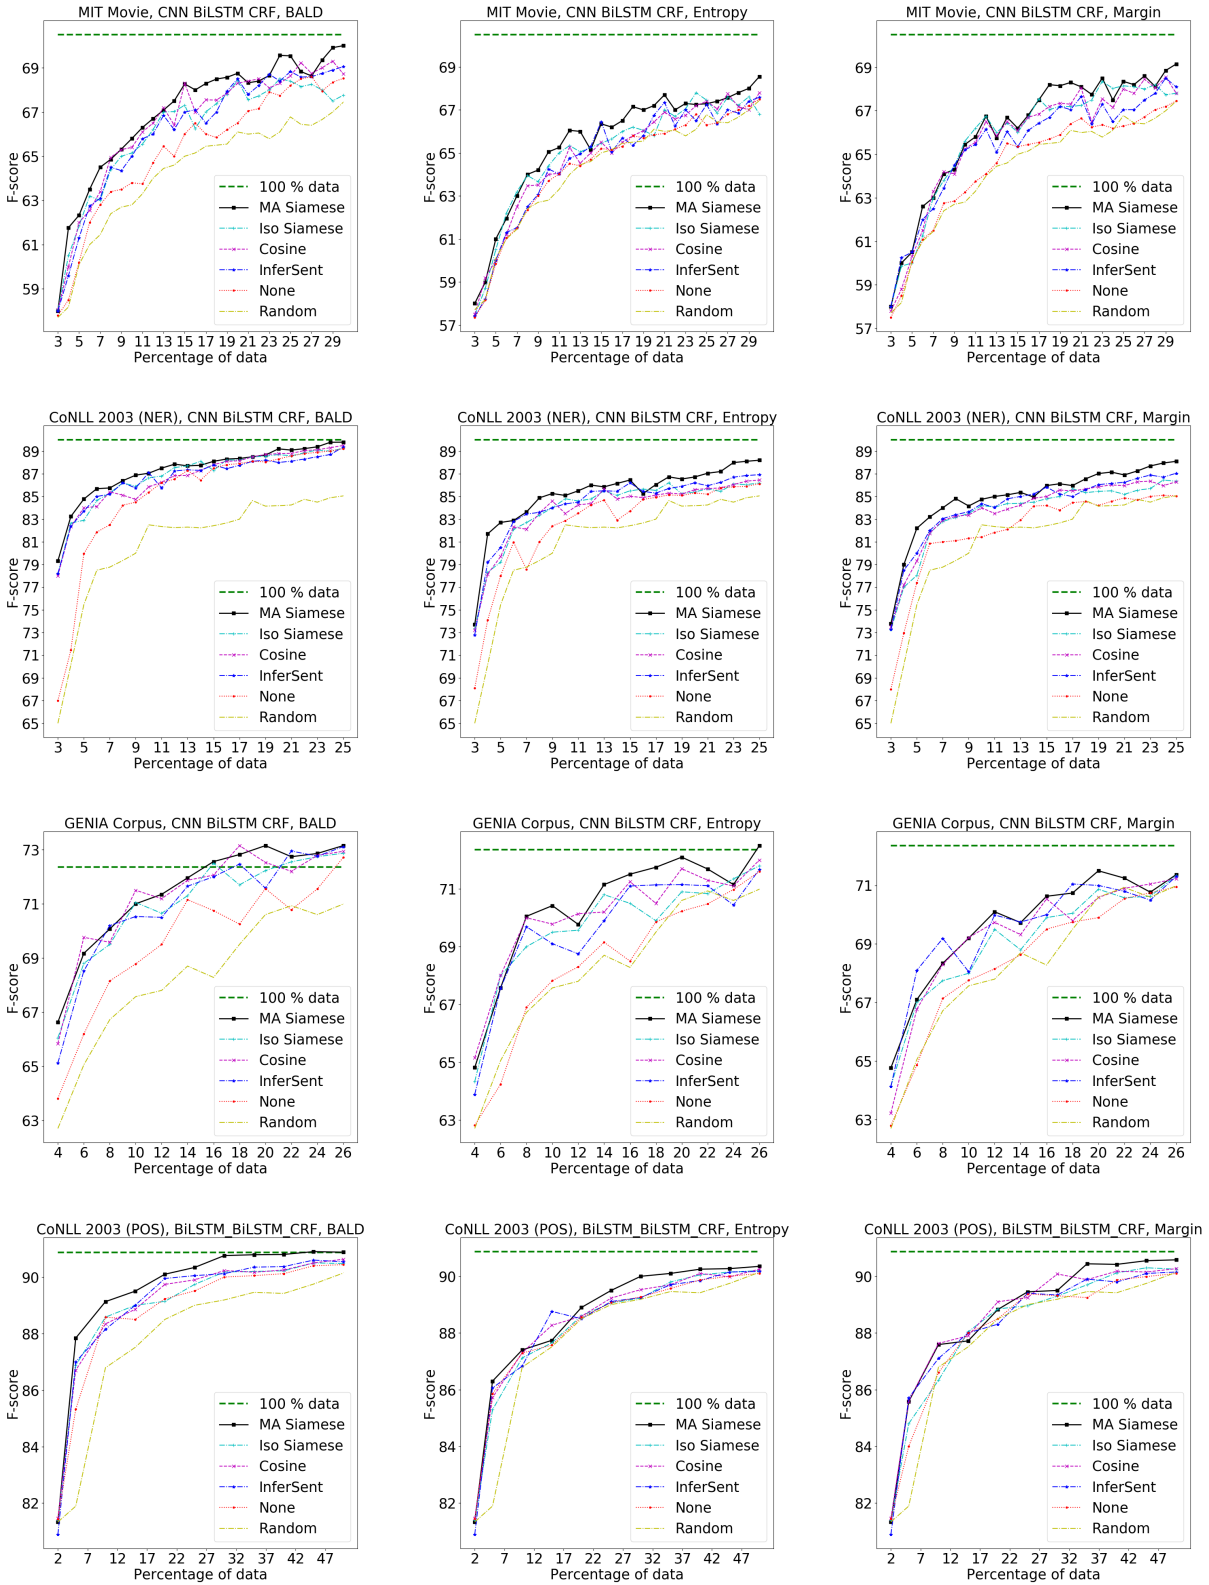 MIT Movie, CNN BiLSTM CRF, BALD
F-score
69
67
65
63
61
59
100 % data
MA Siamese
Iso Siamese
Cosine
InferSent
None
Random
3 5 7 9 11 13 15 17 19 21 23 25 27 29
Percentage of data
MIT Movie, CNN BiLSTM CRF, Entropy
F-score
69
67
65
63
61
59
57
100 % data
MA Siamese
Iso Siamese
Cosine
InferSent
None
Random
3 5 7 9 11 13 15 17 19 21 23 25 27 29
Percentage of data
MIT Movie, CNN BiLSTM CRF, Margin
F-score
69
67
65
63
61
59
57
100 % data
MA Siamese
Iso Siamese
Cosine
InferSent
None
Random
3 5 7 9 11 13 15 17 19 21 23 25 27 29
Percentage of data
CoNLL 2003 (NER), CNN BiLSTM CRF, BALD
F-score
89
87
85
83
81
79
77
75
73
71
69
67
65
100 % data
MA Siamese
Iso Siamese
Cosine
InferSent
None
Random
3 5 7 9 11 13 15 17 19 21 23 25
Percentage of data
CoNLL 2003 (NER), CNN BiLSTM CRF, Entropy
F-score
89
87
85
83
81
79
77
75
73
71
69
67
65
100 % data
MA Siamese
Iso Siamese
Cosine
InferSent
None
Random
3 5 7 9 11 13 15 17 19 21 23 25
Percentage of data
CoNLL 2003 (NER), CNN BiLSTM CRF, Margin
F-score
89
87
85
83
81
79
77
75
73
71
69
67
65
100 % data
MA Siamese
Iso Siamese
Cosine
InferSent
None
Random
3 5 7 9 11 13 15 17 19 21 23 25
Percentage of data
GENIA Corpus, CNN BiLSTM CRF, BALD
F-score
73
71
69
67
65
63
100 % data
MA Siamese
Iso Siamese
Cosine
InferSent
None
Random
4 6 8 10 12 14 16 18 20 22 24 26
Percentage of data
GENIA Corpus, CNN BiLSTM CRF, Entropy
F-score
71
69
67
65
63
100 % data
MA Siamese
Iso Siamese
Cosine
InferSent
None
Random
4 6 8 10 12 14 16 18 20 22 24 26
Percentage of data
GENIA Corpus, CNN BiLSTM CRF, Margin
F-score
71
69
67
65
63
100 % data
MA Siamese
Iso Siamese
Cosine
InferSent
None
Random
4 6 8 10 12 14 16 18 20 22 24 26
Percentage of data
CoNLL 2003 (POS), BiLSTM_BiLSTM_CRF, BALD
F-score
90
88
86
84
82
100 % data
MA Siamese
Iso Siamese
Cosine
InferSent
None
Random
2 7 12 17 22 27 32 37 42 47
Percentage of data
CoNLL 2003 (POS), BiLSTM_BiLSTM_CRF, Entropy
F-score
90
88
86
84
82
100 % data
MA Siamese
Iso Siamese
Cosine
InferSent
None
Random
2 7 12 17 22 27 32 37 42 47
Percentage of data
CoNLL 2003 (POS), BiLSTM_BiLSTM_CRF, Margin
F-score
90
88
86
84
82
100 % data
MA Siamese
Iso Siamese
Cosine
InferSent
None
Random
2 7 12 17 22 27 32 37 42 47
Percentage of data